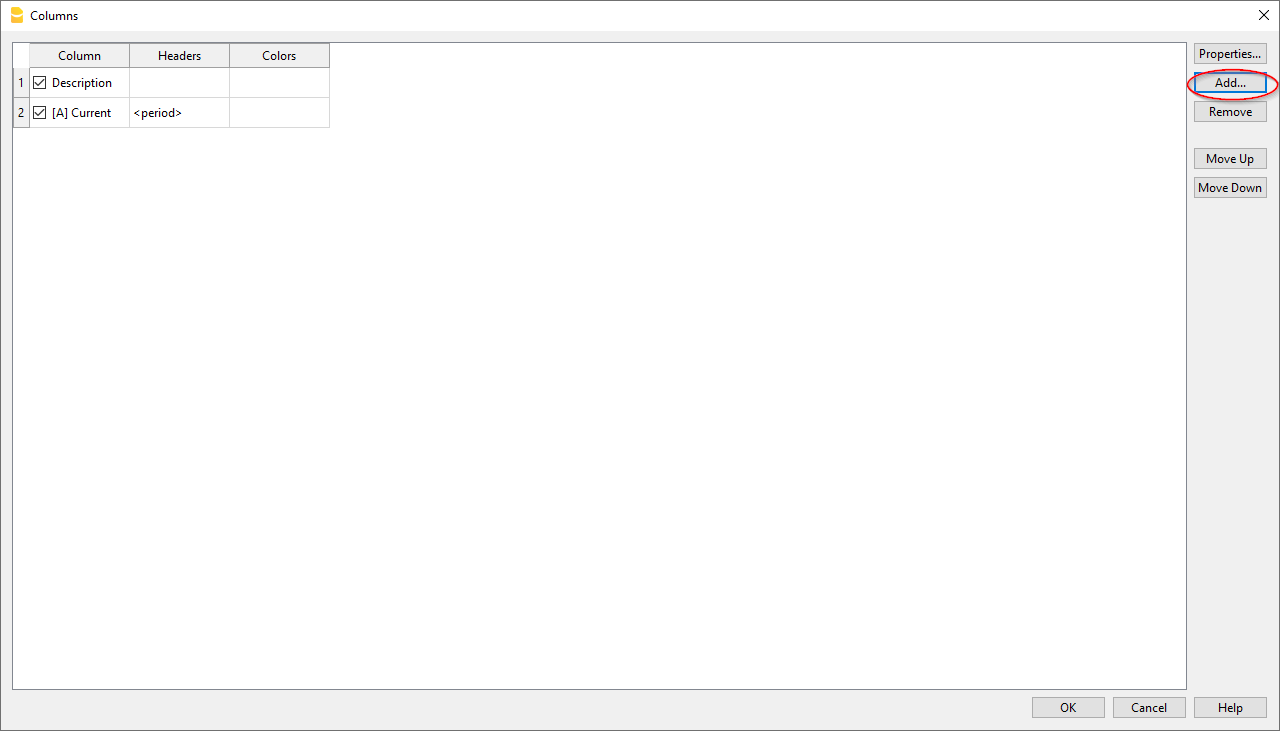 Columns
Column Headers Colors
1 Description
2 [A] Current <period>
Properties...
Add...
Remove
Move Up
Move Down
OK Cancel Help